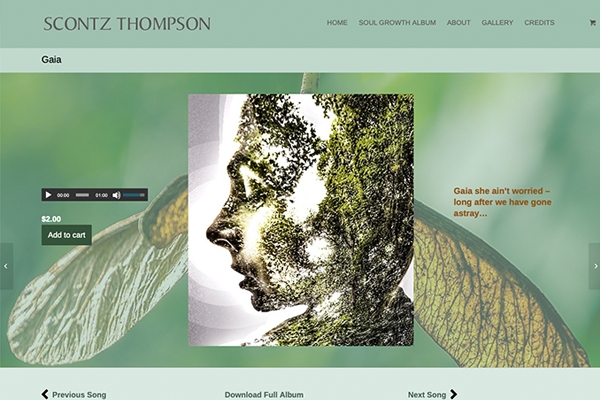 SCONTZ THOMPSON
HOME SOUL GROWTH ALBUM ABOUT GALLERY CREDITS
Gaia
00:00 01:00
$2.00
Add to cart
Gaia she ain't worried –
long after we have gone
astray…
Previous Song Download Full Album Next Song